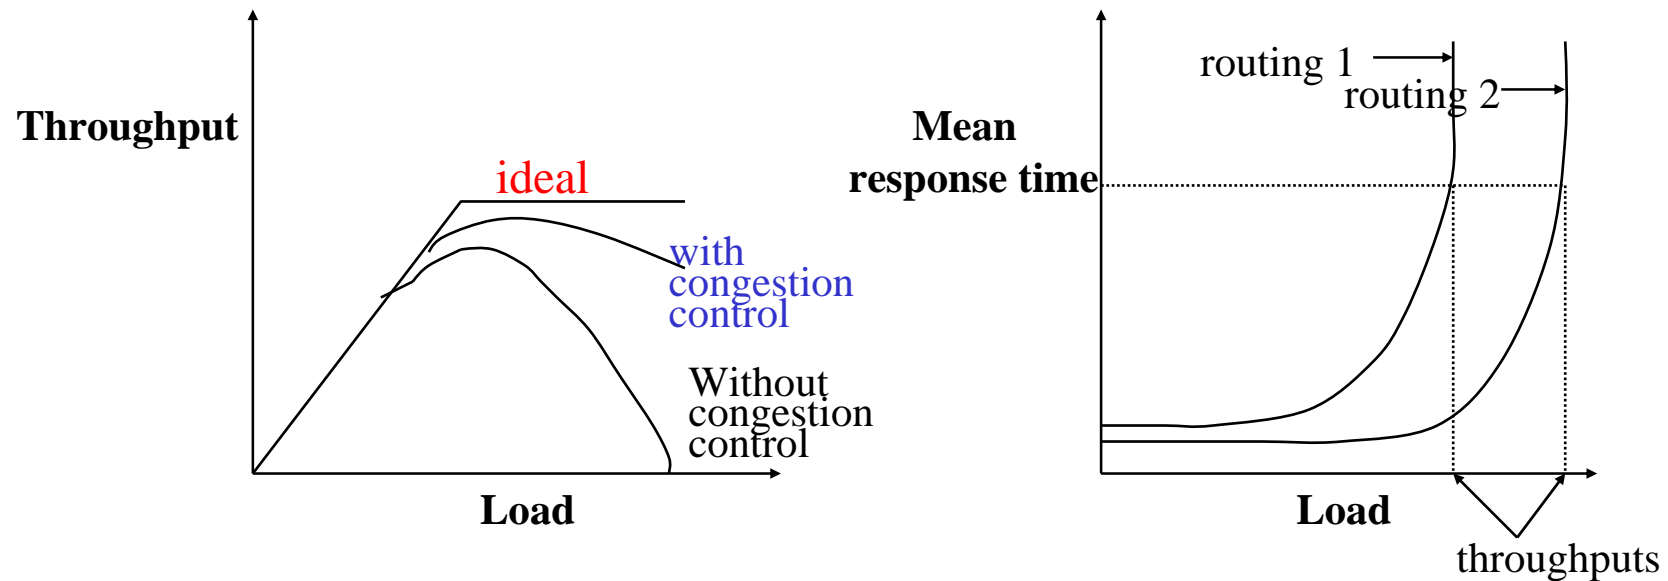 Throughput
ideal
with
congestion
control
Without
congestion
control
Load
routing 1
routing 2
Mean
response time
Load
throughputs